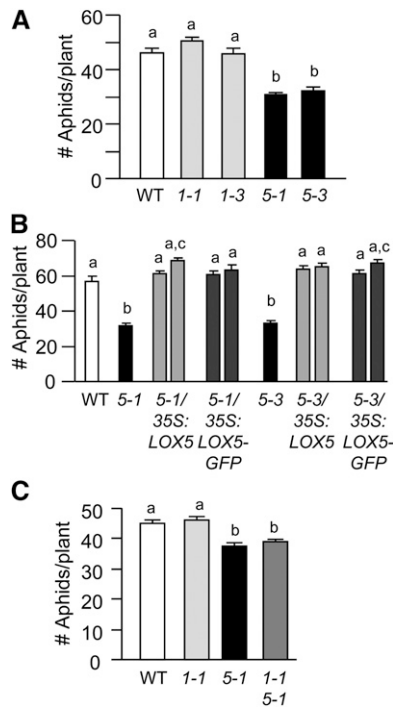 A
# Aphids/plant
60
40
20
0
a
a
a
b
b
WT
1-1
1-3
5-1
5-3
B
# Aphids/plant
80
60
40
20
0
a
b
a
a,c
a
a
b
a
a
a
a,c
WT
5-1
5-1/
35S:
LOX5
5-1/
35S:
LOX5-
GFP
5-3
5-3/
35S:
LOX5
5-3/
35S:
LOX5-
GFP
C
# Aphids/plant
50
40
30
20
10
0
a
a
b
b
WT
1-1
5-1
1-1
5-1